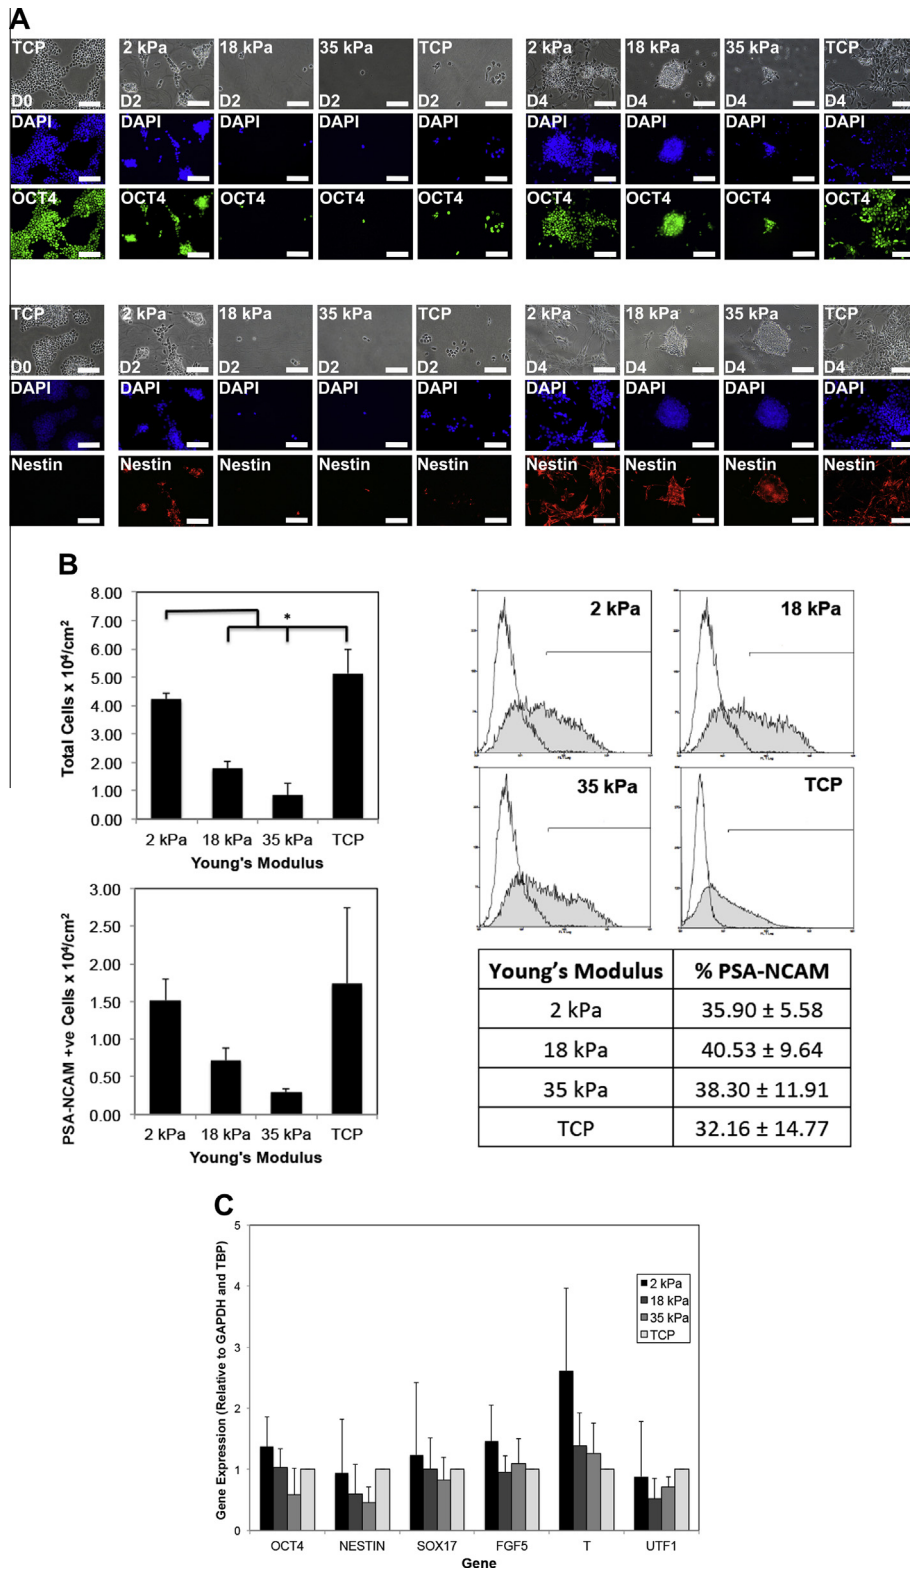 A
TCP 2 kPa 18 kPa 35 kPa TCP 2 kPa 18 kPa 35 kPa TCP
D0 D2 D2 D2 D2 D4 D4 D4 D4
DAPI DAPI DAPI DAPI DAPI DAPI DAPI DAPI DAPI
OCT4 OCT4 OCT4 OCT4 OCT4 OCT4 OCT4 OCT4 OCT4
TCP 2 kPa 18 kPa 35 kPa TCP 2 kPa 18 kPa 35 kPa TCP
D0 D2 D2 D2 D2 D4 D4 D4 D4
DAPI DAPI DAPI DAPI DAPI DAPI DAPI DAPI DAPI
Nestin Nestin Nestin Nestin Nestin Nestin Nestin Nestin Nestin
B
Total Cells x 10⁴/cm²
8.00
7.00
6.00
5.00
4.00
3.00
2.00
1.00
0.00
*
2 kPa 18 kPa 35 kPa TCP
Young's Modulus
PSA-NCAM +ve Cells x 10⁴/cm²
3.00
2.50
2.00
1.50
1.00
0.50
0.00
2 kPa 18 kPa 35 kPa TCP
Young's Modulus
2 kPa
18 kPa
35 kPa
TCP
Young's Modulus % PSA-NCAM
2 kPa 35.90 ± 5.58
18 kPa 40.53 ± 9.64
35 kPa 38.30 ± 11.91
TCP 32.16 ± 14.77
C
Gene Expression (Relative to GAPDH and TBP)
5
4
3
2
1
0
2 kPa
18 kPa
35 kPa
TCP
OCT4 NESTIN SOX17 FGF5 T UTF1
Gene